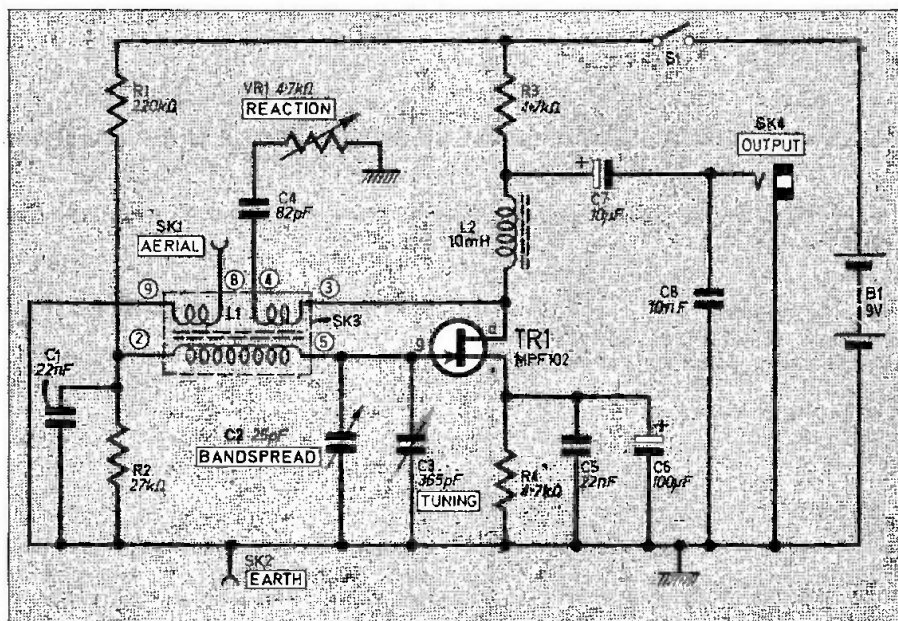 S1
R1
220kΩ
VR1 4·7kΩ
REACTION
R3
4·7kΩ
SK4
OUTPUT
C4
82pF
+
C7
10µF
SK1
AERIAL
L2
10mH
9
8
4
3
L1
SK3
C8
10nF
B1
9V
2
5
g
d
TR1
MPF102
s
C1
22nF
C2 25pF
BANDSPREAD
C3
365pF
TUNING
+
R2
27kΩ
R4
4·7kΩ
C5
22nF
C6
100µF
SK2
EARTH